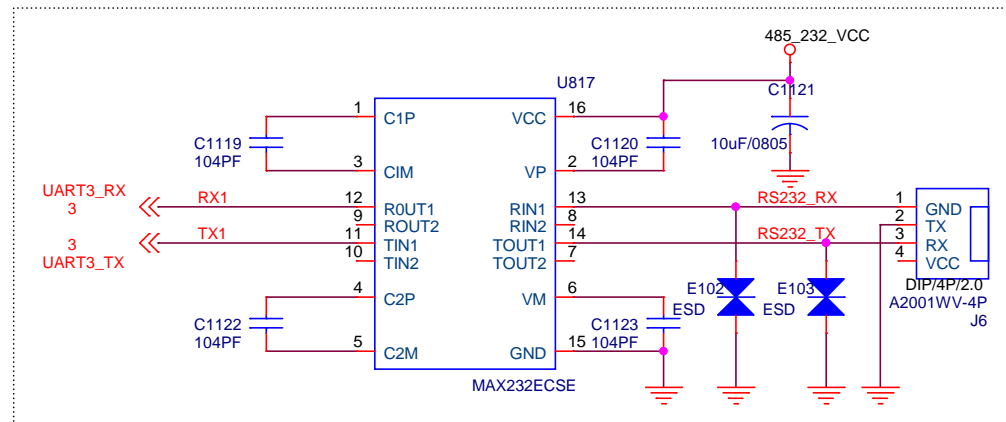 485_232_VCC
U817
C1121
10uF/0805
1
C1P
VCC
16
C1119
104PF
C1120
104PF
3
CIM
VP
2
UART3_RX
3
RX1
12
R0UT1
RIN1
13
RS232_RX
1
GND
9
ROUT2
RIN2
8
2
TX
3
UART3_TX
TX1
11
TIN1
TOUT1
14
RS232_TX
3
RX
10
TIN2
TOUT2
7
4
VCC
DIP/4P/2.0
A2001WV-4P
J6
4
C2P
VM
6
E102
ESD
E103
ESD
C1122
104PF
C1123
104PF
5
C2M
GND
15
MAX232ECSE